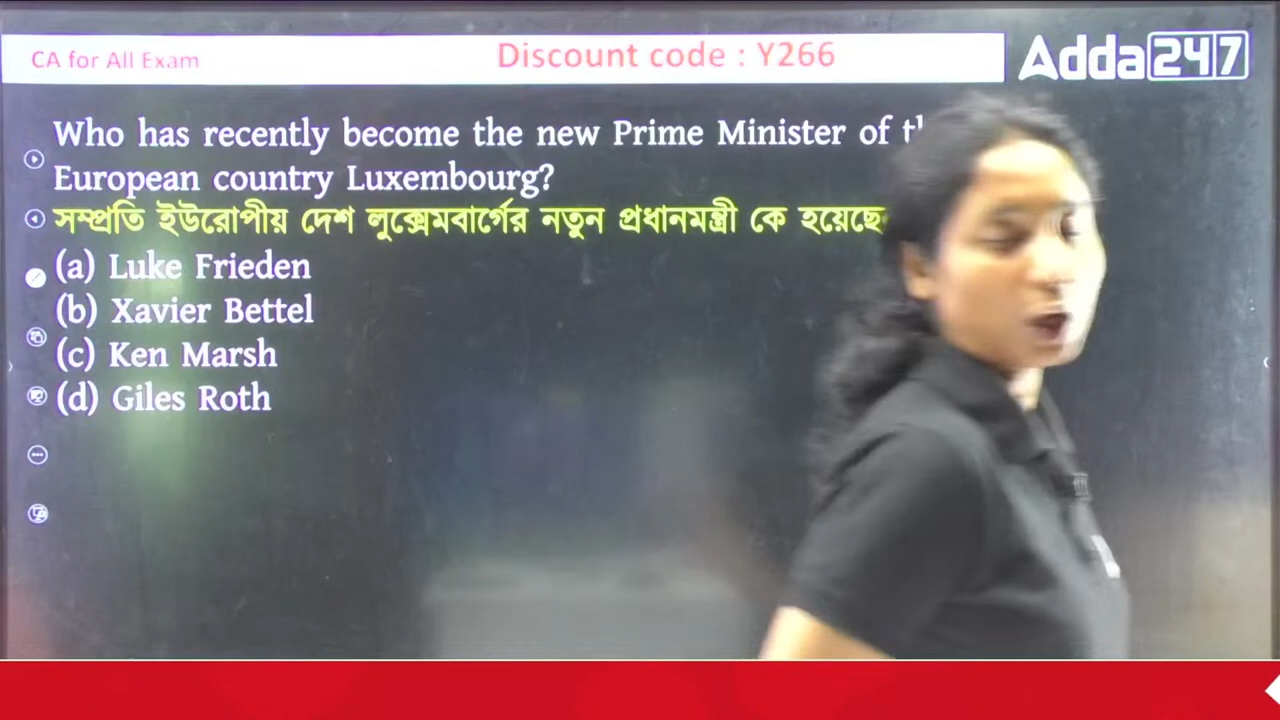 CA for All Exam
Discount code : Y266
Adda247
Who has recently become the new Prime Minister of
European country Luxembourg?
সম্প্রতি ইউরোপীয় দেশ লুক্সেমবার্গের নতুন প্রধানমন্ত্রী কে
(a) Luke Frieden
(b) Xavier Bettel
(c) Ken Marsh
(d) Giles Roth